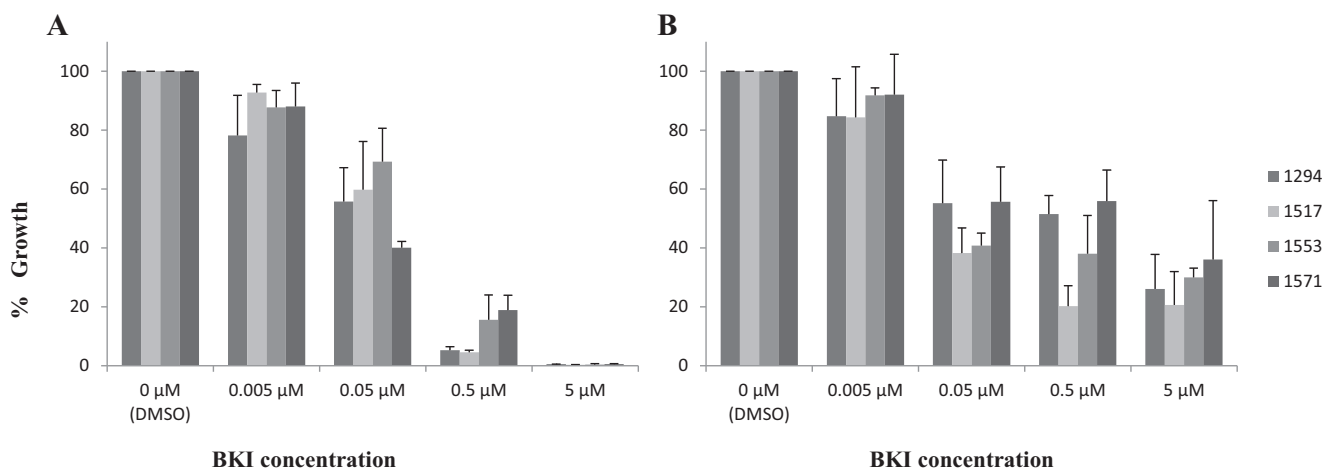 A
100
80
60
40
20
0
% Growth
0 µM
(DMSO)
0.005 µM
0.05 µM
0.5 µM
5 µM
BKI concentration
B
100
80
60
40
20
0
0 µM
(DMSO)
0.005 µM
0.05 µM
0.5 µM
5 µM
BKI concentration
1294
1517
1553
1571